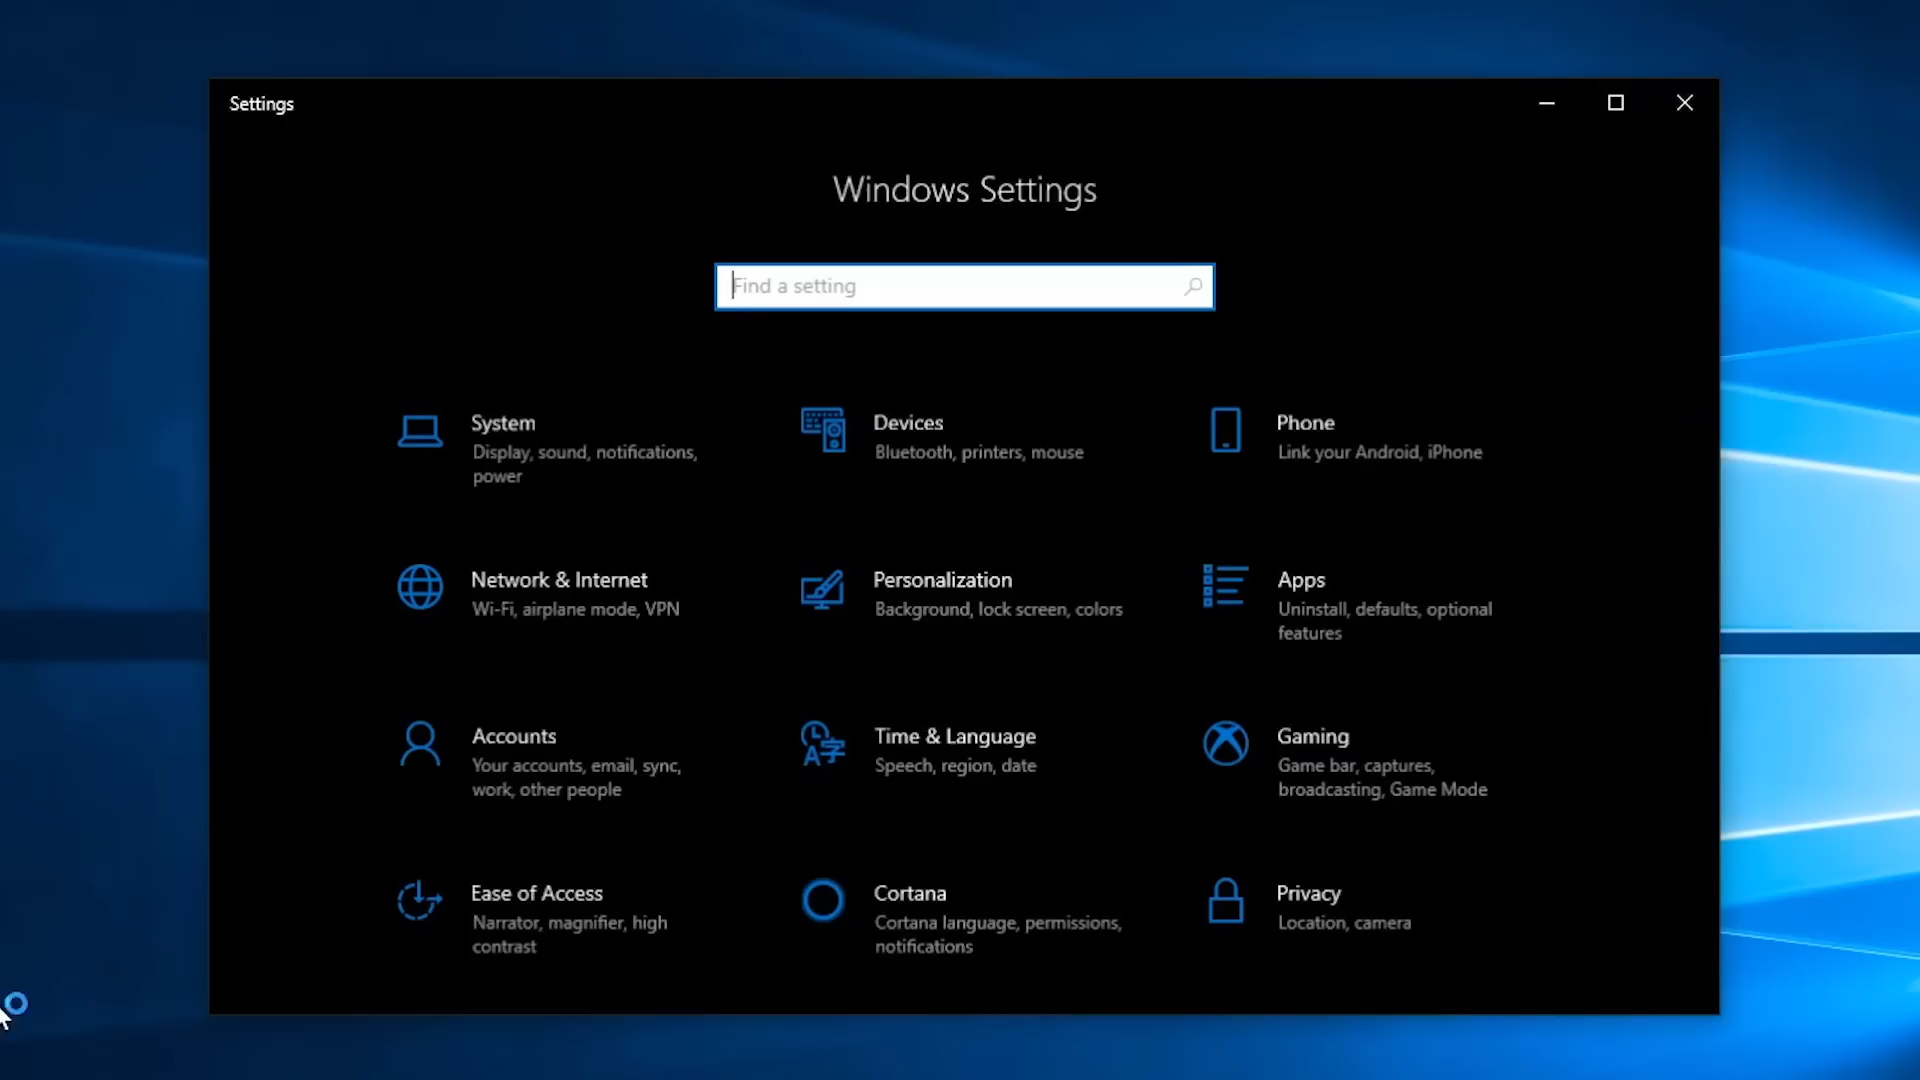 Settings
Windows Settings
Find a setting
System
Display, sound, notifications,
power
Devices
Bluetooth, printers, mouse
Phone
Link your Android, iPhone
Network & Internet
Wi-Fi, airplane mode, VPN
Personalization
Background, lock screen, colors
Apps
Uninstall, defaults, optional
features
Accounts
Your accounts, email, sync,
work, other people
Time & Language
Speech, region, date
Gaming
Game bar, captures,
broadcasting, Game Mode
Ease of Access
Narrator, magnifier, high
contrast
Cortana
Cortana language, permissions,
notifications
Privacy
Location, camera